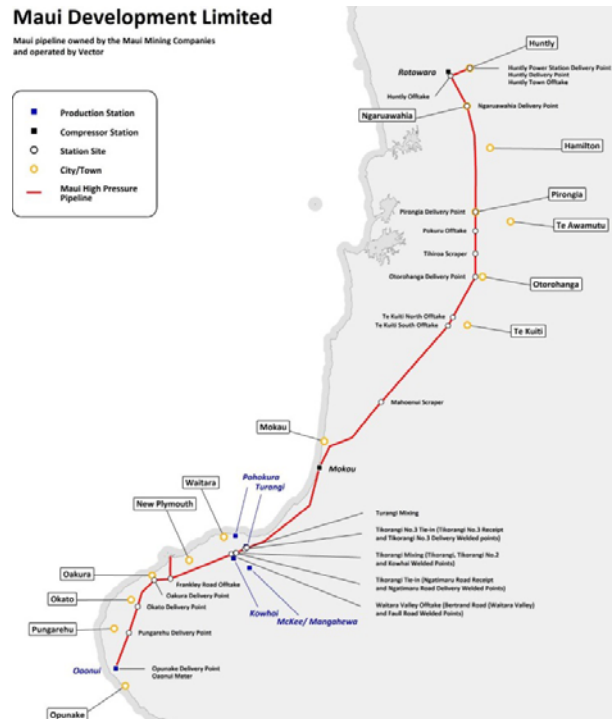 Maui Development Limited
Maui pipeline owned by the Maui Mining Companies
and operated by Vector
Production Station
Compressor Station
Station Site
City/Town
Maui High Pressure
Pipeline
Huntly
Rotowaro
Huntly Power Station Delivery Point
Huntly Delivery Point
Huntly Town Offtake
Huntly Offtake
Ngaruawahia Delivery Point
Ngaruawahia
Hamilton
Pirongia
Pirongia Delivery Point
Te Awamutu
Pokuru Offtake
Tihiroa Scraper
Otorohanga Delivery Point
Otorohanga
Te Kuiti North Offtake
Te Kuiti South Offtake
Te Kuiti
Mahoenui Scraper
Mokau
Mokau
Waitara
Pohokura
Turangi
New Plymouth
Turangi Mixing
Tikorangi No.3 Tie-in (Tikorangi No.3 Receipt
and Tikorangi No.3 Delivery Welded points)
Tikorangi Mixing (Tikorangi, Tikorangi No.2
and Kowhai Welded Points)
Oakura
Frankley Road Offtake
Tikorangi Tie-in (Ngatimaru Road Receipt
and Ngatimaru Road Delivery Welded Points)
Oakura Delivery Point
Okato
Okato Delivery Point
Kowhai
Waitara Valley Offtake (Bertrand Road (Waitara Valley)
and Faull Road Welded Points)
McKee/ Mangahewa
Pungarehu
Pungarehu Delivery Point
Oaonui
Opunake Delivery Point
Oaonui Meter
Opunake